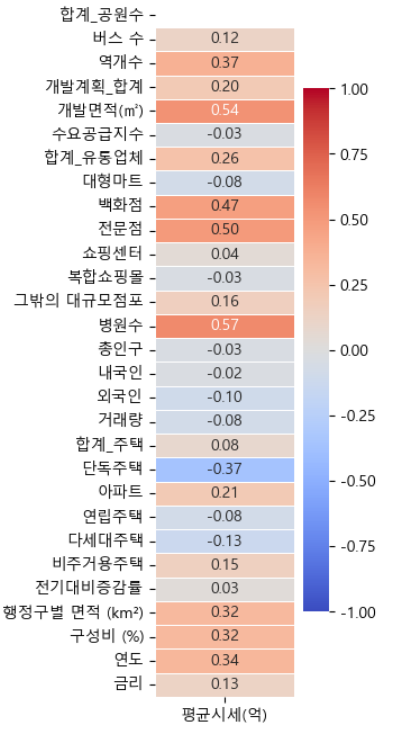 합계_공원수
버스 수 0.12
역개수 0.37
개발계획_합계 0.20
개발면적(㎡) 0.54
수요공급지수 -0.03
합계_유통업체 0.26
대형마트 -0.08
백화점 0.47
전문점 0.50
쇼핑센터 0.04
복합쇼핑몰 -0.03
그밖의 대규모점포 0.16
병원수 0.57
총인구 -0.03
내국인 -0.02
외국인 -0.10
거래량 -0.08
합계_주택 0.08
단독주택 -0.37
아파트 0.21
연립주택 -0.08
다세대주택 -0.13
비주거용주택 0.15
전기대비증감률 0.03
행정구별 면적 (km²) 0.32
구성비 (%) 0.32
연도 0.34
금리 0.13
평균시세(억)
1.00
0.75
0.50
0.25
0.00
-0.25
-0.50
-0.75
-1.00